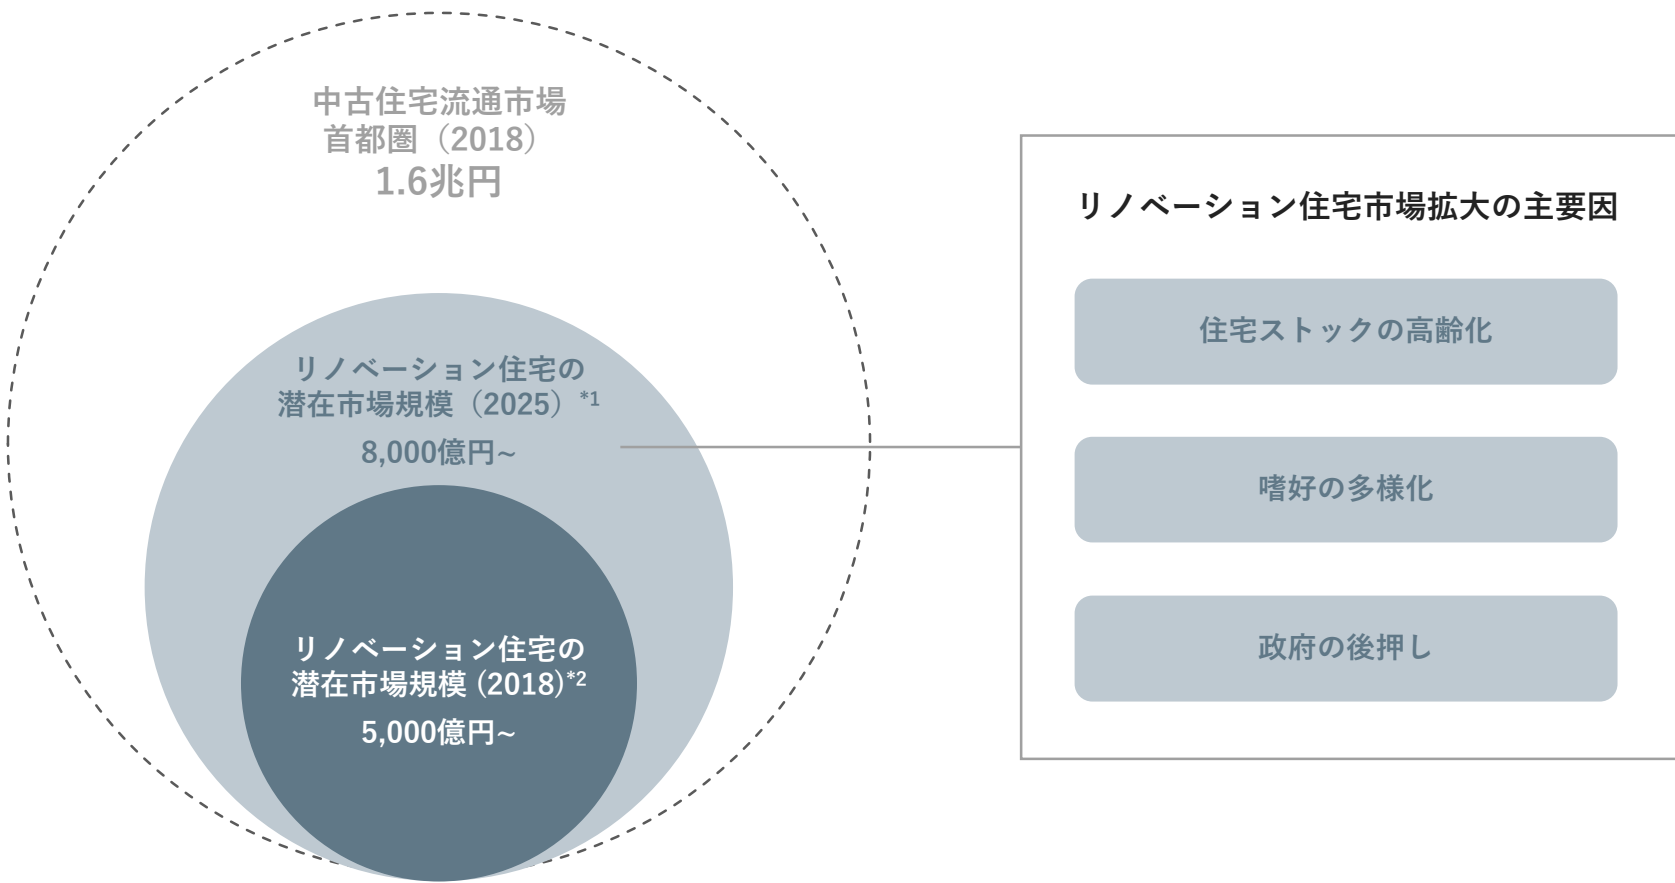 中古住宅流通市場
首都圏（2018）
1.6兆円
リノベーション住宅の
潜在市場規模（2025）*1
8,000億円~
リノベーション住宅の
潜在市場規模 (2018)*2
5,000億円~
リノベーション住宅市場拡大の主要因
住宅ストックの高齢化
嗜好の多様化
政府の後押し